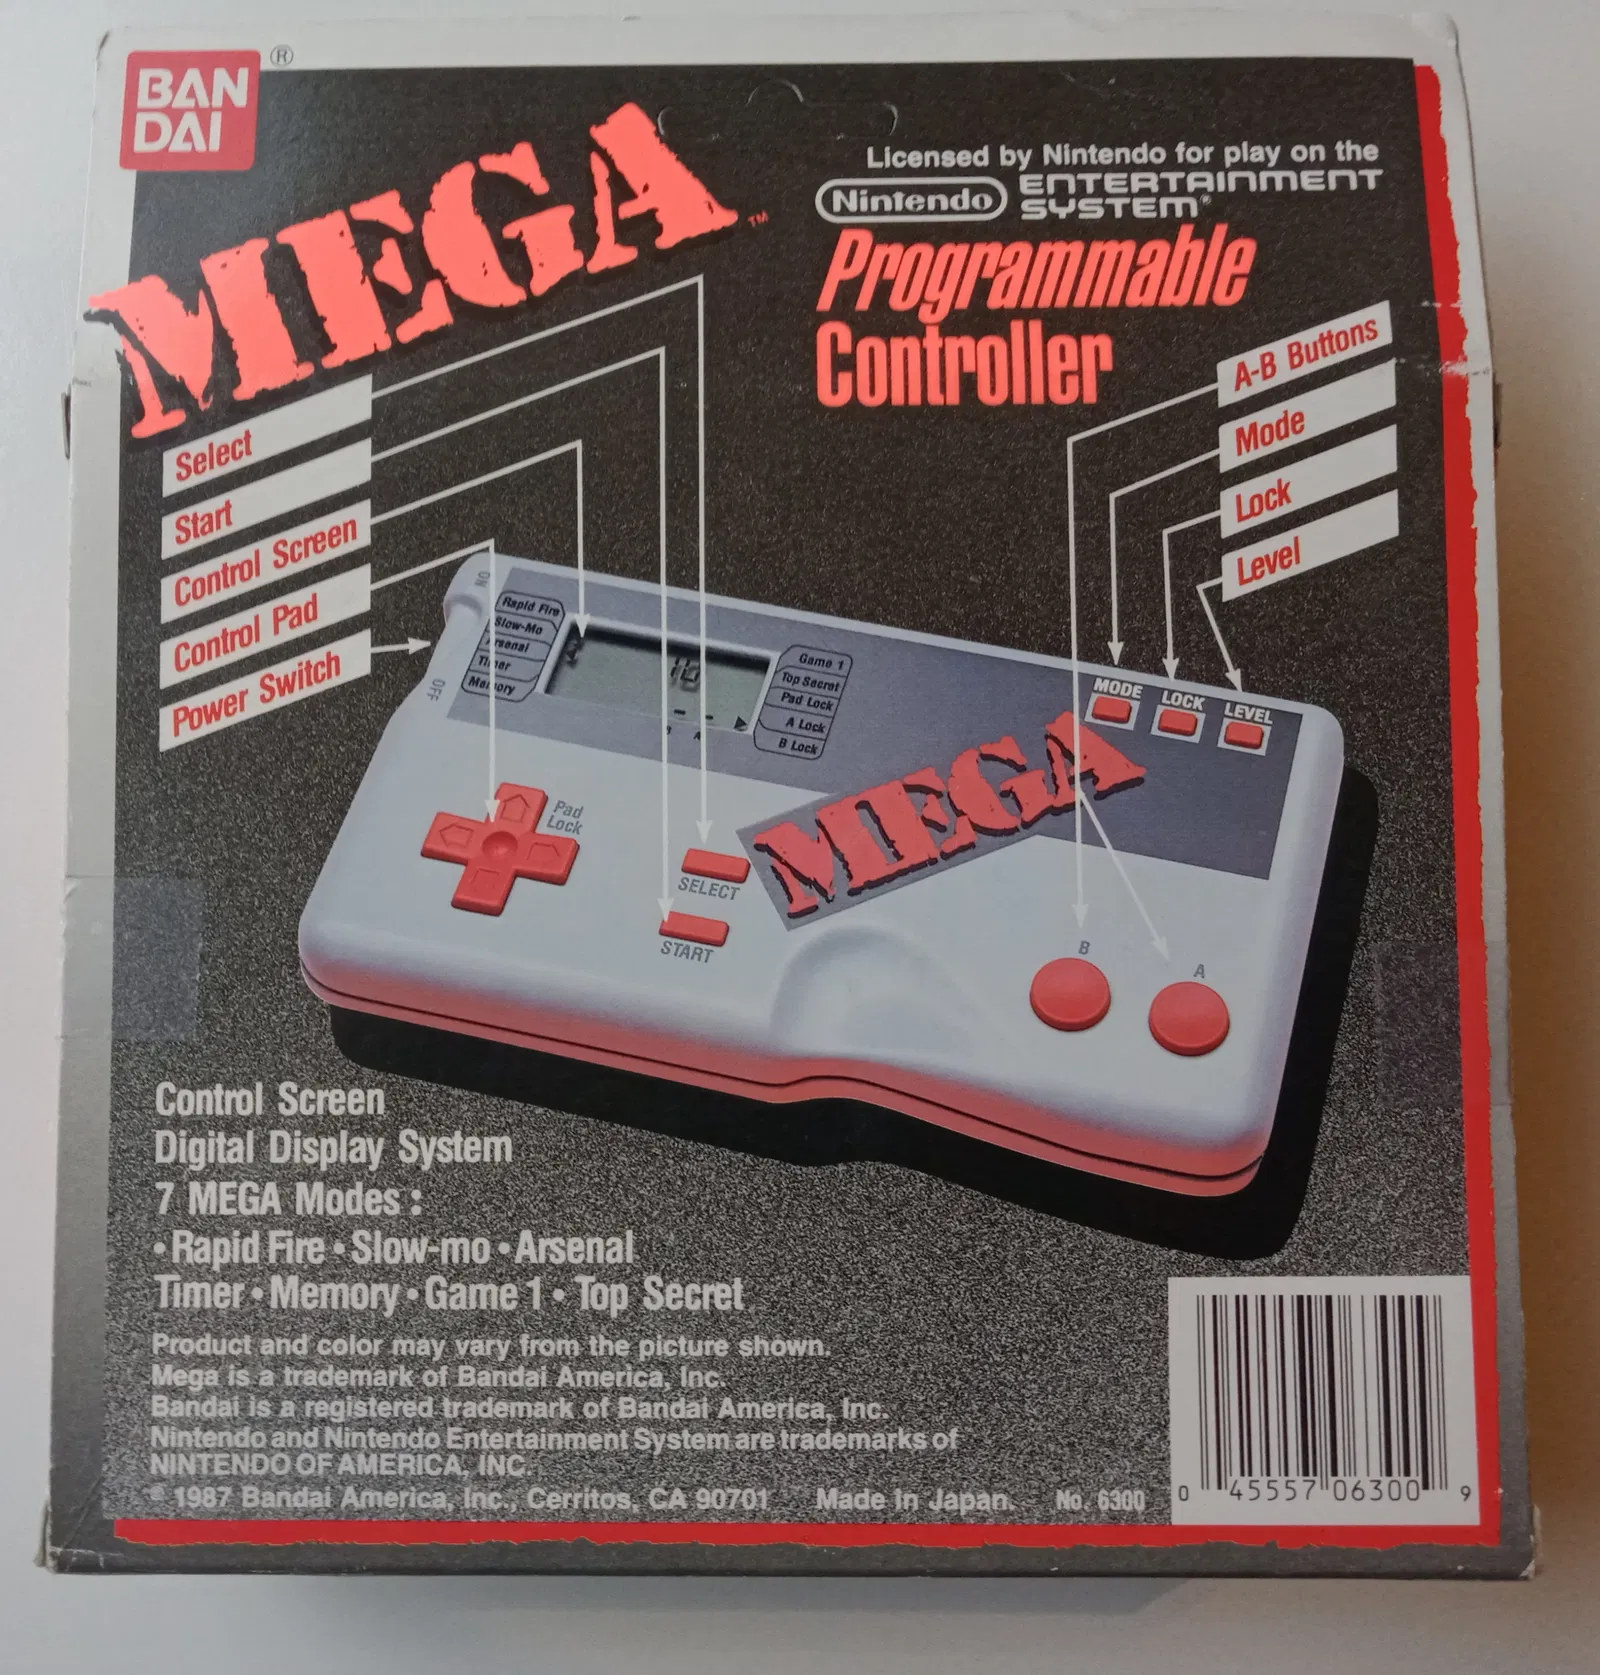 BAN
DAI
®
MEGA™
Licensed by Nintendo for play on the
Nintendo ENTERTAINMENT
SYSTEM®
Programmable
Controller
Select
Start
Control Screen
Control Pad
Power Switch
A-B Buttons
Mode
Lock
Level
ON
OFF
Rapid Fire
Slow-Mo
Arsenal
Timer
Memory
10
B A
Game 1
Top Secret
Pad Lock
A Lock
B Lock
MODE
LOCK
LEVEL
MEGA
Pad
Lock
SELECT
START
B
A
Control Screen
Digital Display System
7 MEGA Modes :
• Rapid Fire • Slow-mo • Arsenal
Timer • Memory • Game 1 • Top Secret
Product and color may vary from the picture shown.
Mega is a trademark of Bandai America, Inc.
Bandai is a registered trademark of Bandai America, Inc.
Nintendo and Nintendo Entertainment System are trademarks of
NINTENDO OF AMERICA, INC.
© 1987 Bandai America, Inc., Cerritos, CA 90701 Made In Japan. No. 6300
0 45557 06300 9